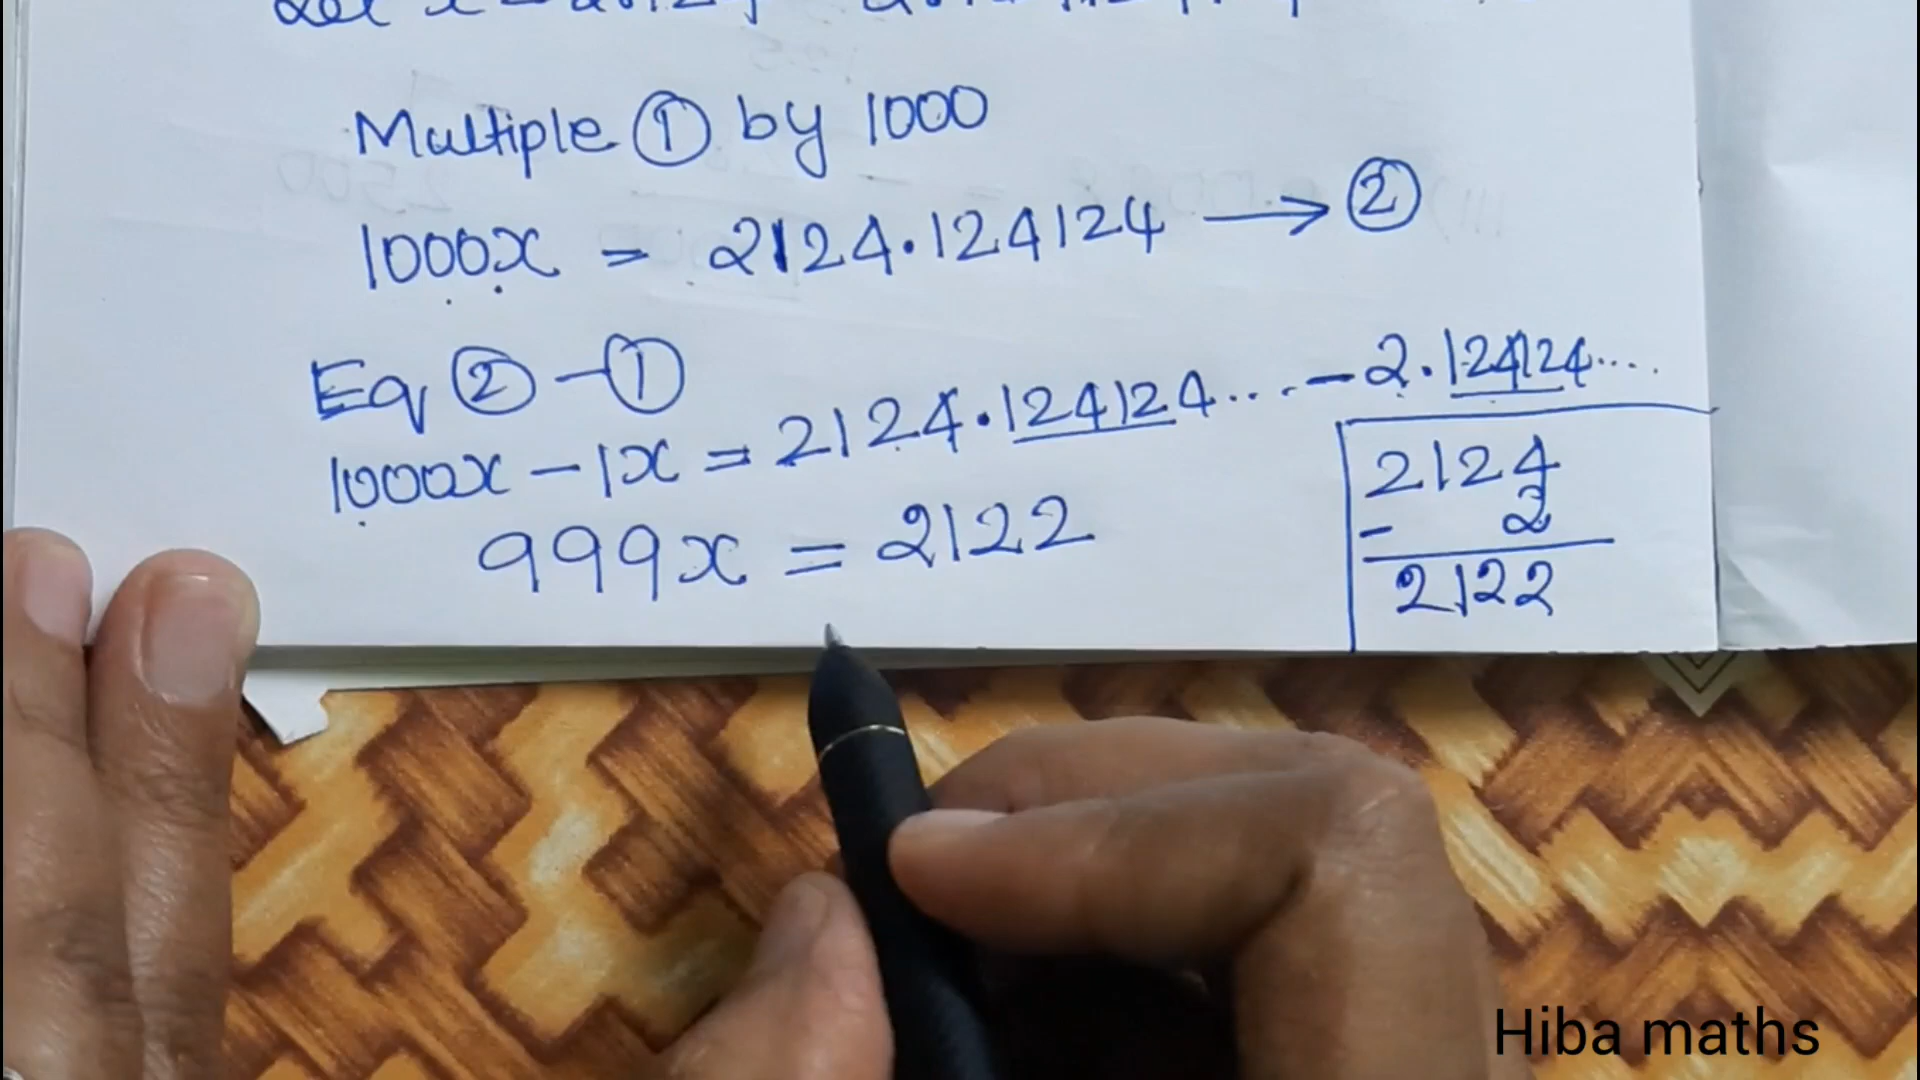 Multiple ① by 1000
1000x = 2124.124124 → ②
Eq ② - ①
1000x - 1x = 2124.124124... - 2.124124....
999x = 2122
2124
- 2
2122
Hiba maths